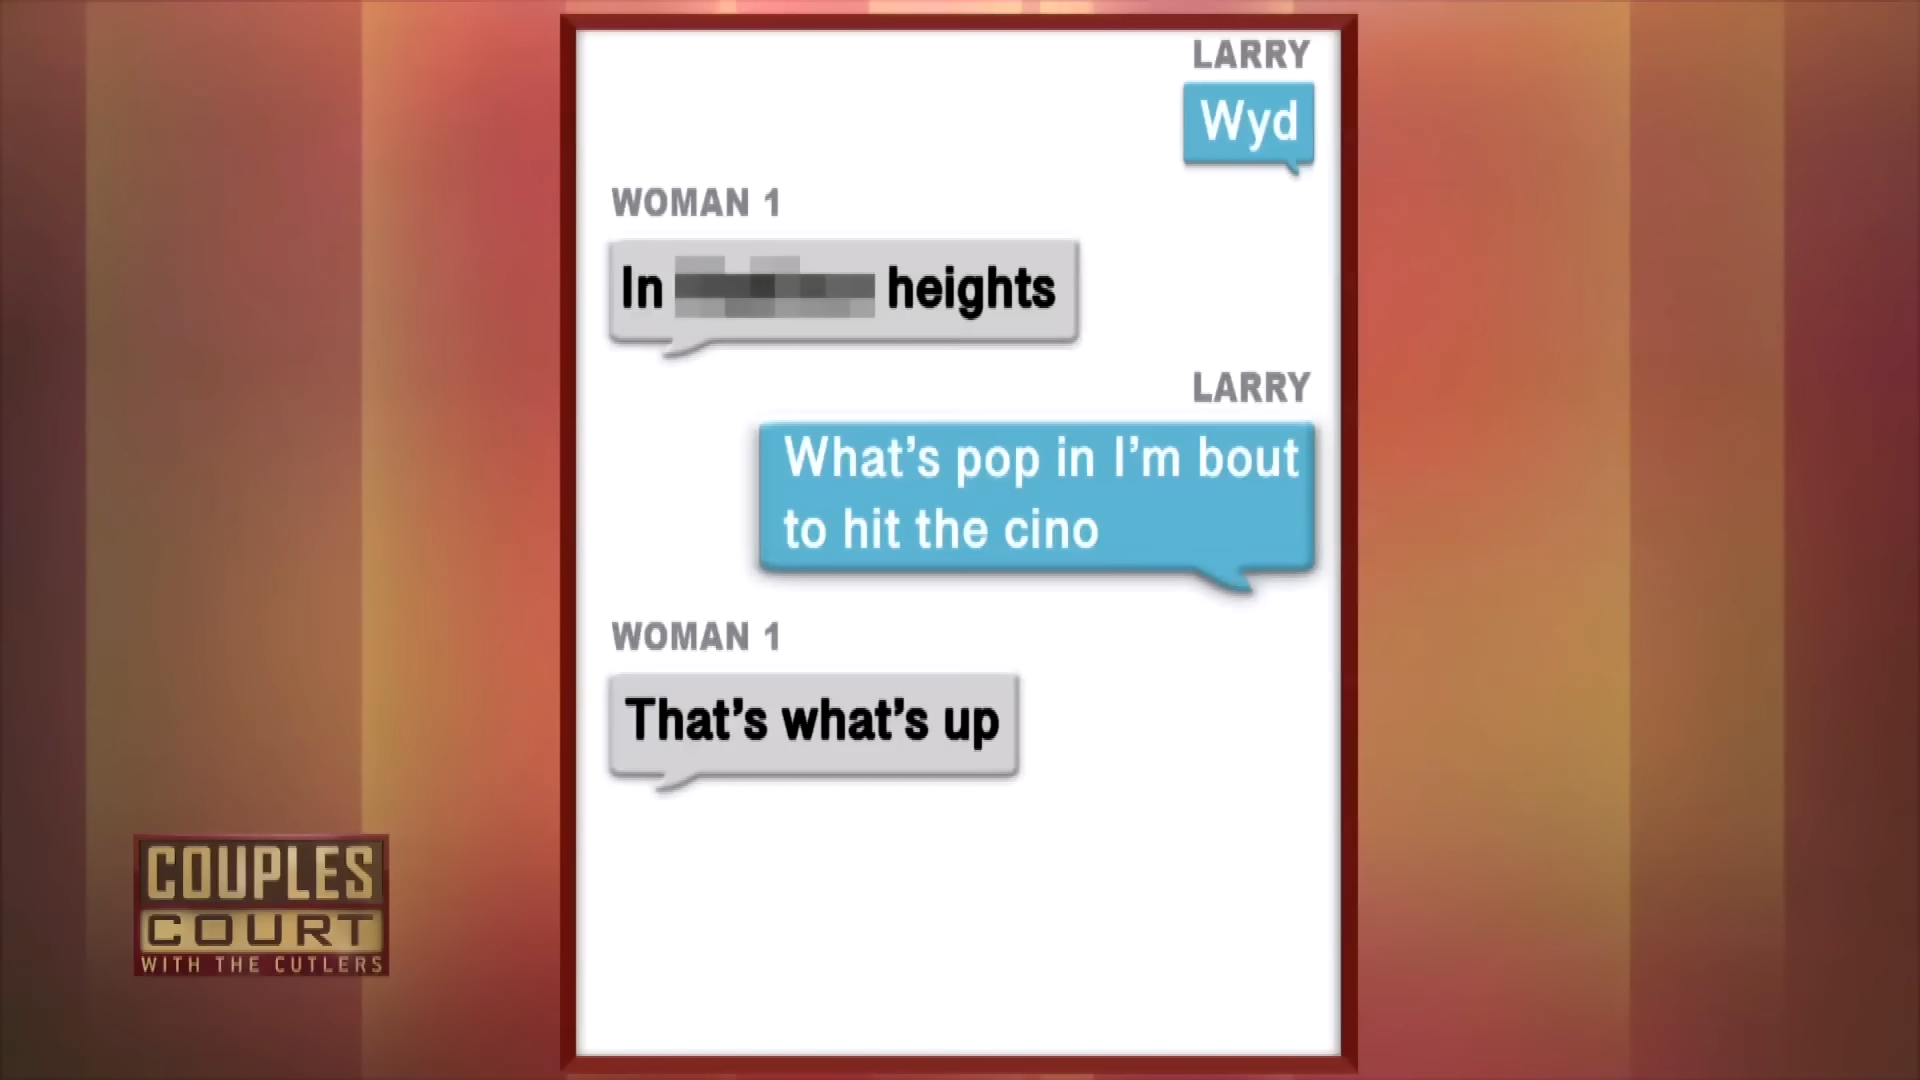 LARRY
Wyd
WOMAN 1
In heights
LARRY
What's pop in I'm bout
to hit the cino
WOMAN 1
That's what's up
COUPLES
COURT
WITH THE CUTLERS